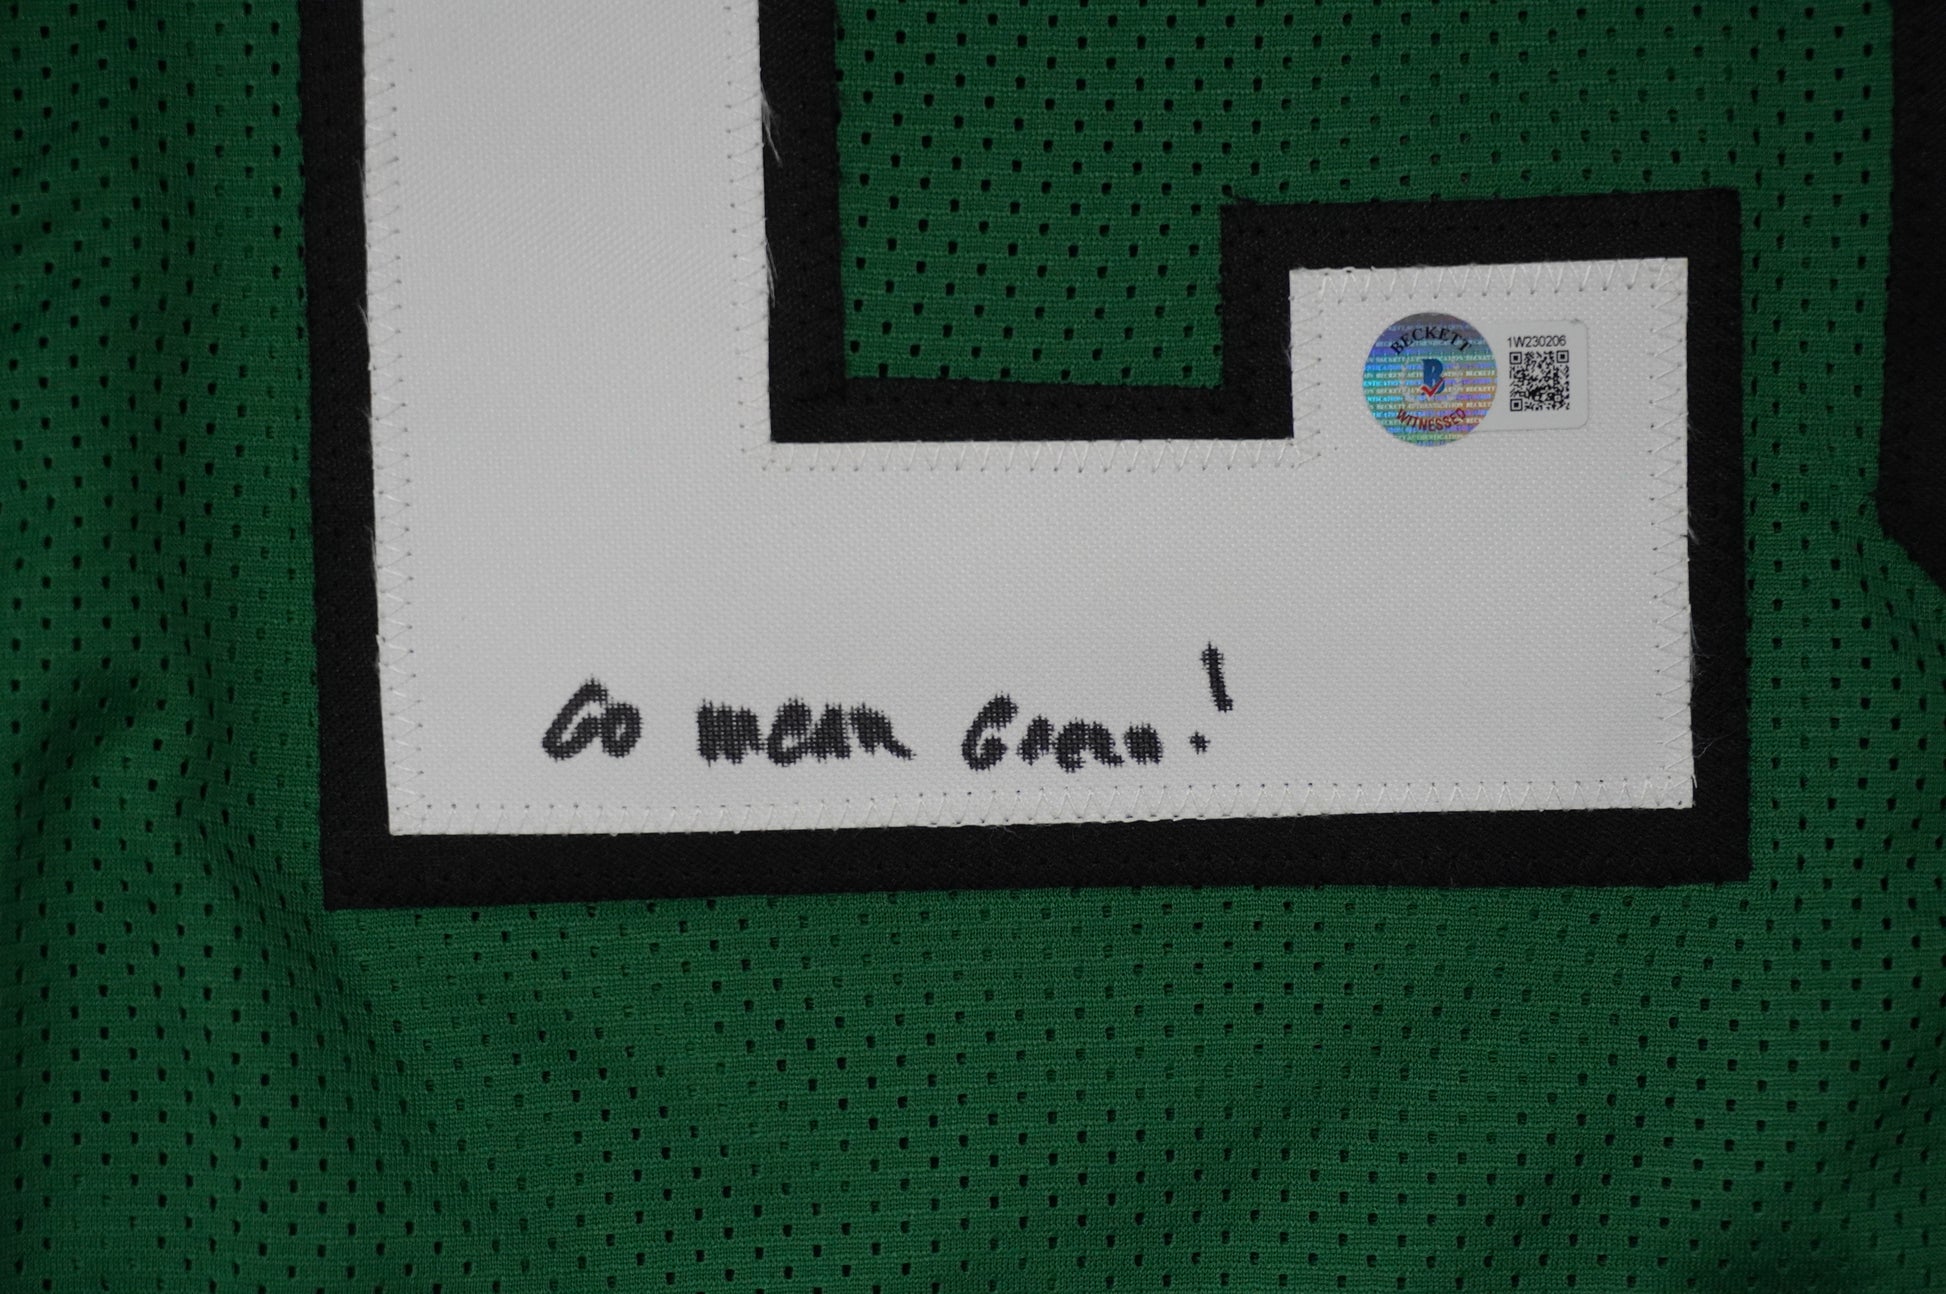 BECKETT
B
WITNESSED
1W230206
Go mean Green!